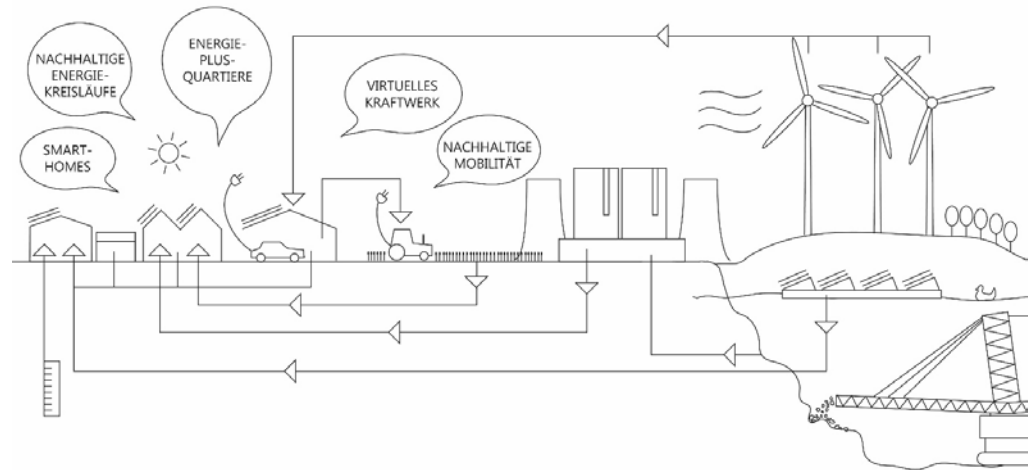 NACHHALTIGE
ENERGIE-
KREISLÄUFE
ENERGIE-
PLUS-
QUARTIERE
SMART-
HOMES
VIRTUELLES
KRAFTWERK
NACHHALTIGE
MOBILITÄT